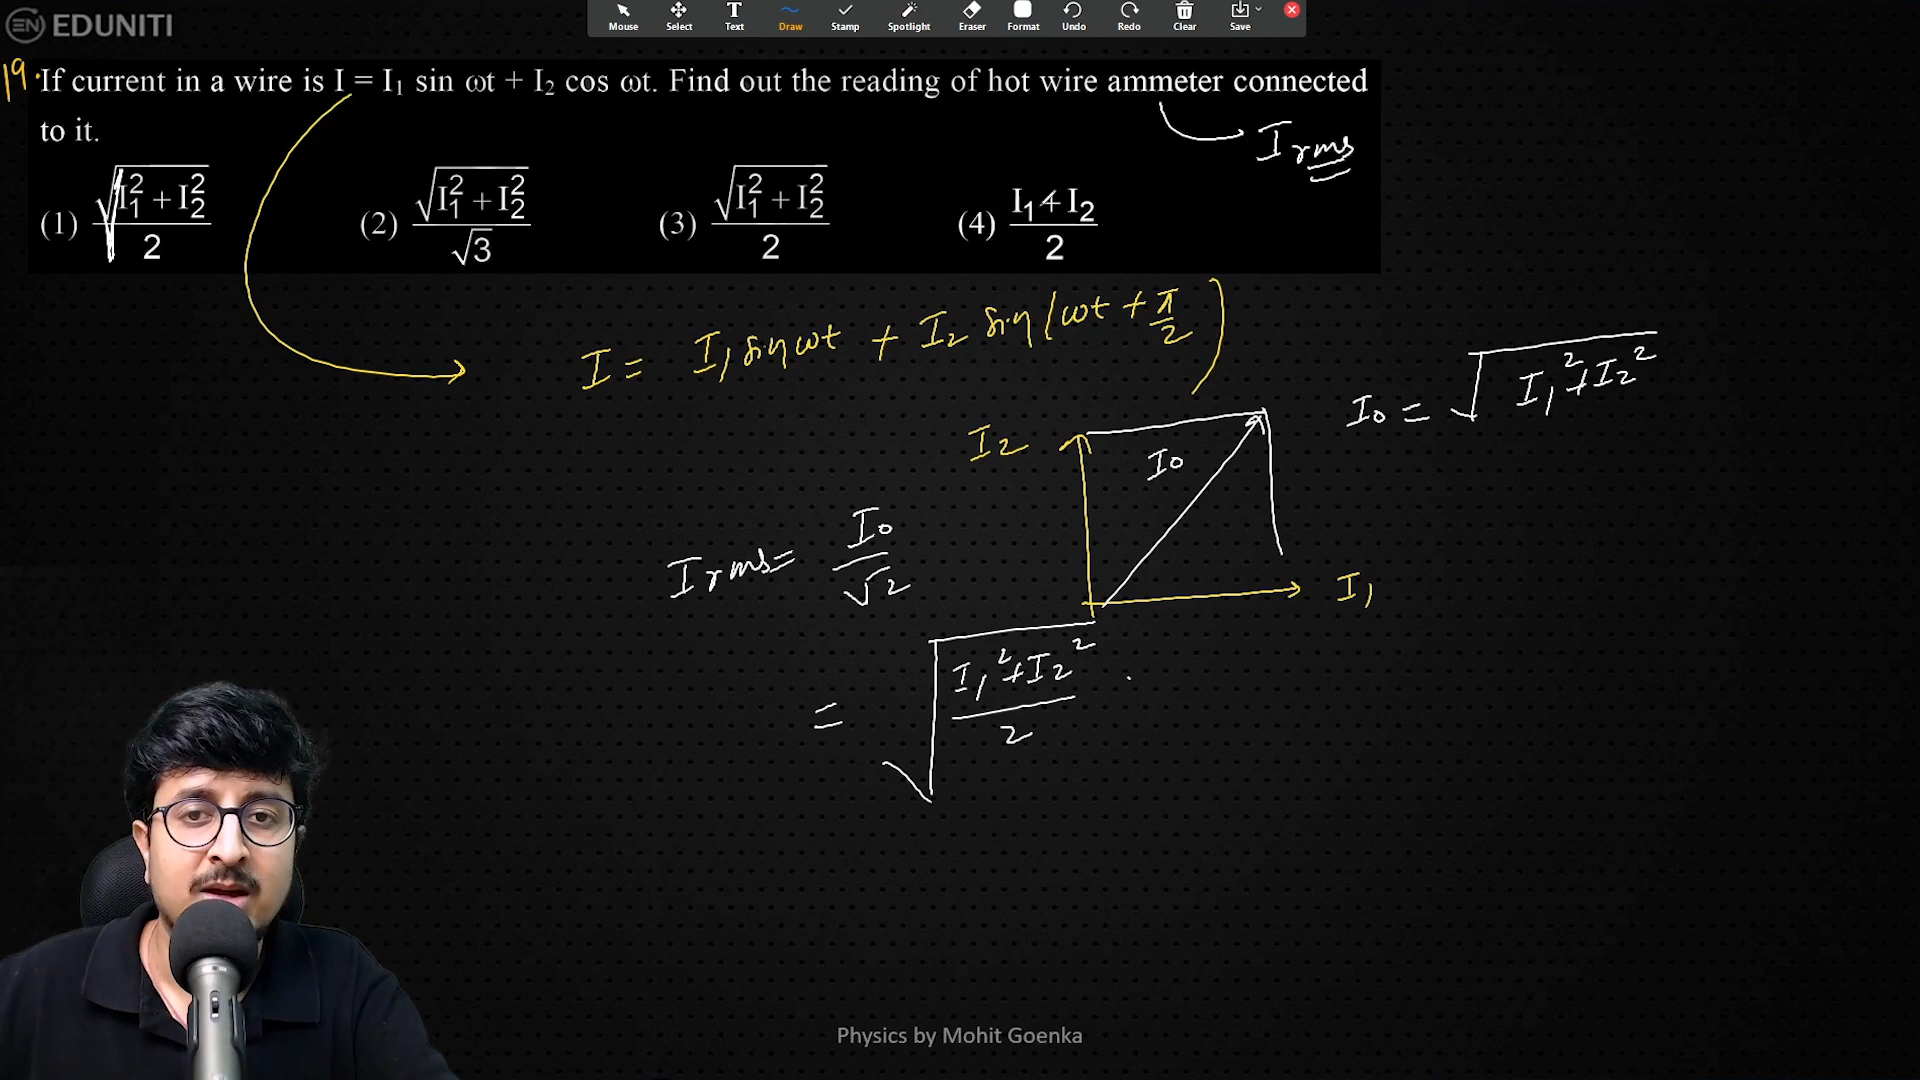 EN EDUNITI
Mouse Select Text Draw Stamp Spotlight Eraser Format Undo Redo Clear Save
19. If current in a wire is I = I₁ sin ωt + I₂ cos ωt. Find out the reading of hot wire ammeter connected
to it.
I rms
(1) √(I₁² + I₂²)/2 (2) √(I₁² + I₂²)/√3 (3) √(I₁² + I₂²)/2 (4) (I₁ + I₂)/2
I = I₁ sin ωt + I₂ sin(ωt + π/2)
I₀ = √(I₁² + I₂²)
I₂
I₀
I rms = I₀/√2
I₁
= √((I₁² + I₂²)/2)
Physics by Mohit Goenka